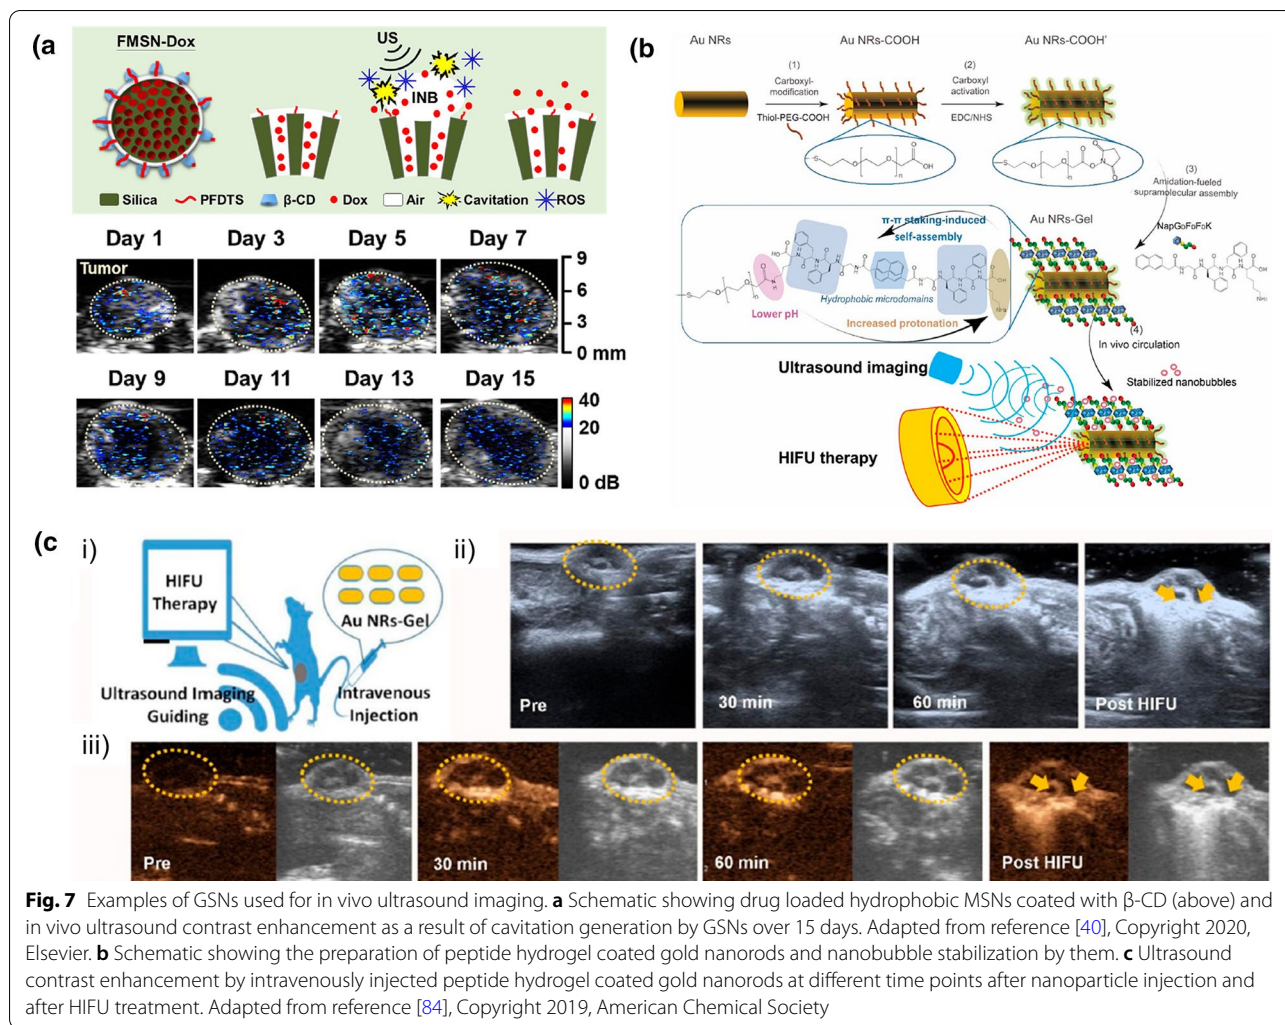 (a
FMSN-Dox
US
INB
Silica PFDTS β-CD Dox Air Cavitation ROS
Day 1 Day 3 Day 5 Day 7
Tumor
9
6
3
0 mm
Day 9 Day 11 Day 13 Day 15
40
20
0 dB
(b
Au NRs
Au NRs-COOH
Au NRs-COOH'
(1)
Carboxyl-
modification
Thiol-PEG-COOH
(2)
Carboxyl
activation
EDC/NHS
(3)
Amidation-fueled
supramolecular assembly
π-π staking-induced
self-assembly
Au NRs-Gel
Hydrophobic microdomains
Lower pH
Increased protonation
(4)
In vivo circulation
Stabilized nanobubbles
Ultrasound imaging
HIFU therapy
(c
i)
HIFU
Therapy
Au NRs-Gel
Ultrasound Imaging
Guiding
Intravenous
Injection
ii)
Pre
30 min
60 min
Post HIFU
iii)
Pre
30 min
60 min
Post HIFU
Fig. 7 Examples of GSNs used for in vivo ultrasound imaging. a Schematic showing drug loaded hydrophobic MSNs coated with β-CD (above) and
in vivo ultrasound contrast enhancement as a result of cavitation generation by GSNs over 15 days. Adapted from reference [40], Copyright 2020,
Elsevier. b Schematic showing the preparation of peptide hydrogel coated gold nanorods and nanobubble stabilization by them. c Ultrasound
contrast enhancement by intravenously injected peptide hydrogel coated gold nanorods at different time points after nanoparticle injection and
after HIFU treatment. Adapted from reference [84], Copyright 2019, American Chemical Society